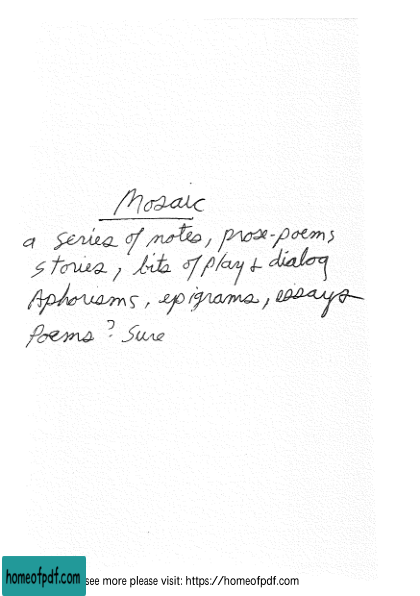 Mosaic
a series of notes, prose-poems
stories, bits of play & dialog
Aphorisms, epigrams, essays
Poems? Sure
homeofpdf.com see more please visit: https://homeofpdf.com